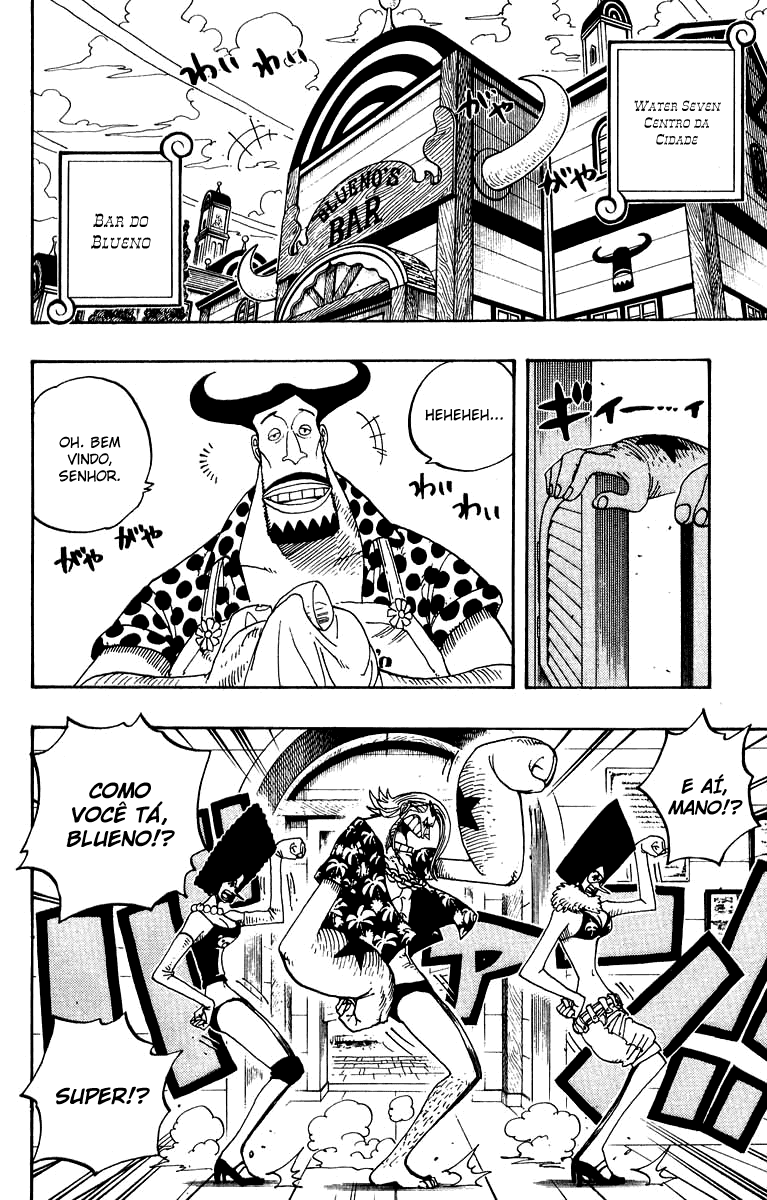 わい わい
がや
がや
WATER SEVEN
CENTRO DA
CIDADE
BLUENO'S
BAR
BAR DO
BLUENO
ギィー…ィ
HEHEHEH...
OH. BEM
VINDO,
SENHOR.
わい わい
がや がや
E AÍ,
MANO!?
COMO
VOCÊ TÁ,
BLUENO!?
SUPER!?